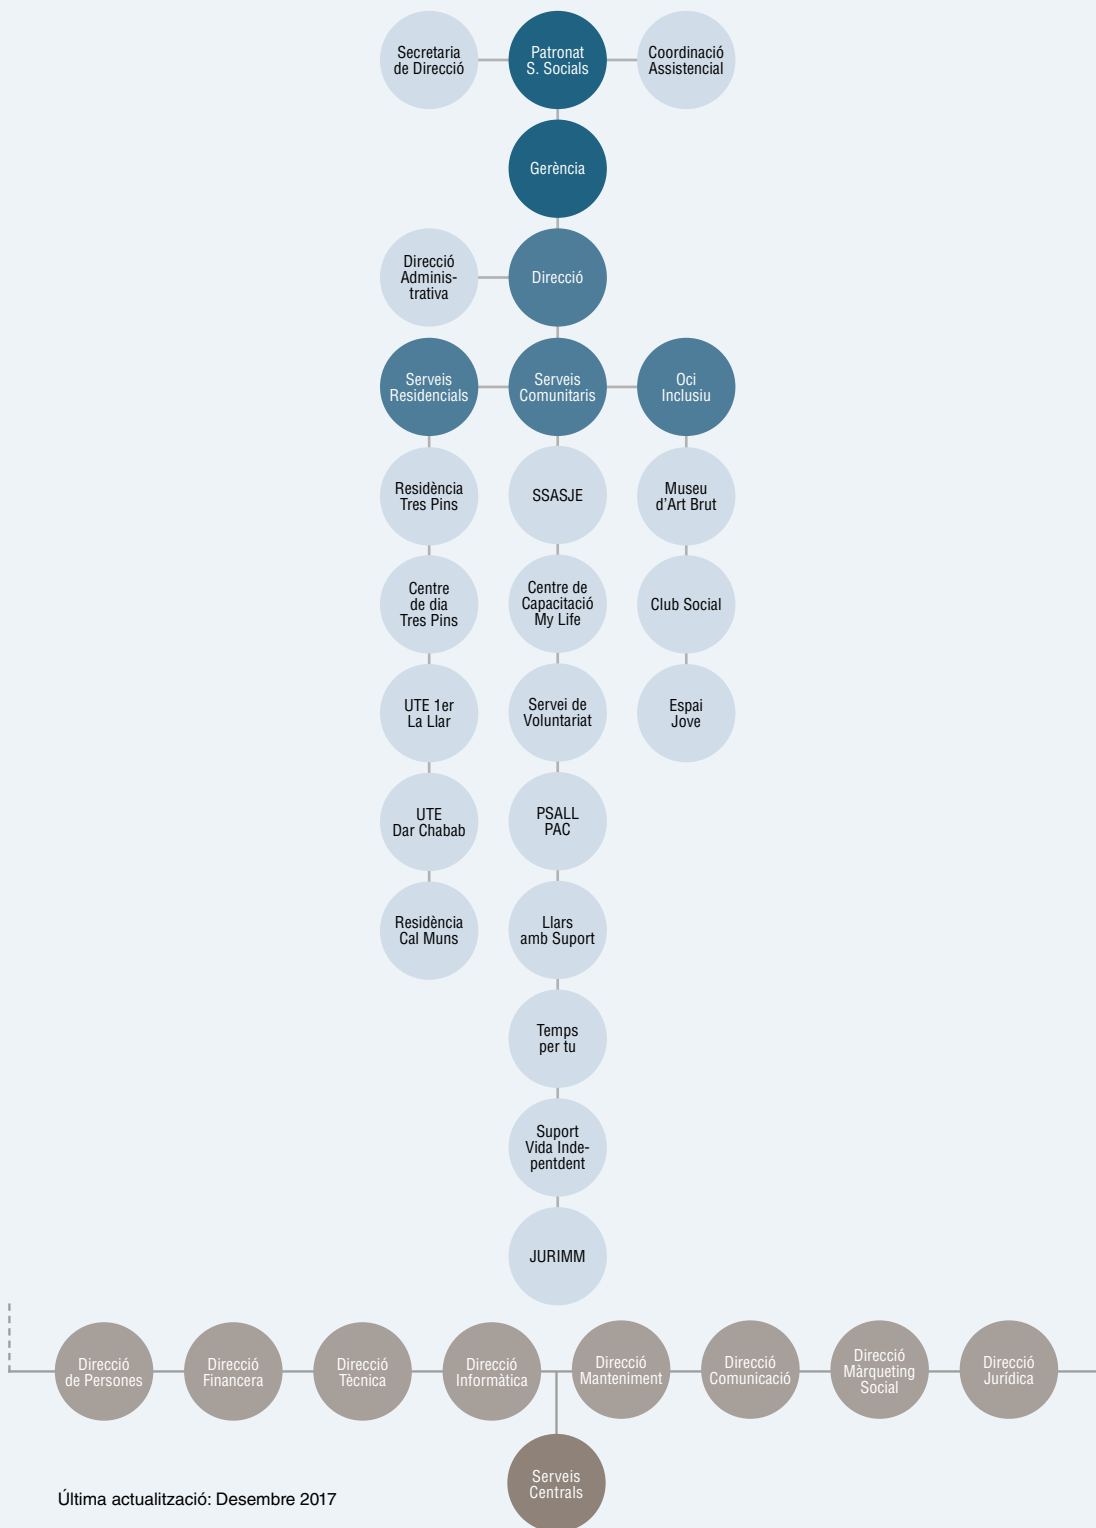 Secretaria
de Direcció
Patronat
S. Socials
Coordinació
Assistencial
Gerència
Direcció
Adminis-
trativa
Direcció
Serveis
Residencials
Serveis
Comunitaris
Oci
Inclusiu
Residència
Tres Pins
SSASJE
Museu
d'Art Brut
Centre
de dia
Tres Pins
Centre de
Capacitació
My Life
Club Social
UTE 1er
La Llar
Servei de
Voluntariat
Espai
Jove
UTE
Dar Chabab
PSALL
PAC
Residència
Cal Muns
Llars
amb Suport
Temps
per tu
Suport
Vida Inde-
pentdent
JURIMM
Direcció
de Persones
Direcció
Financera
Direcció
Tècnica
Direcció
Informàtica
Direcció
Manteniment
Direcció
Comunicació
Direcció
Màrqueting
Social
Direcció
Jurídica
Serveis
Centrals
Última actualització: Desembre 2017